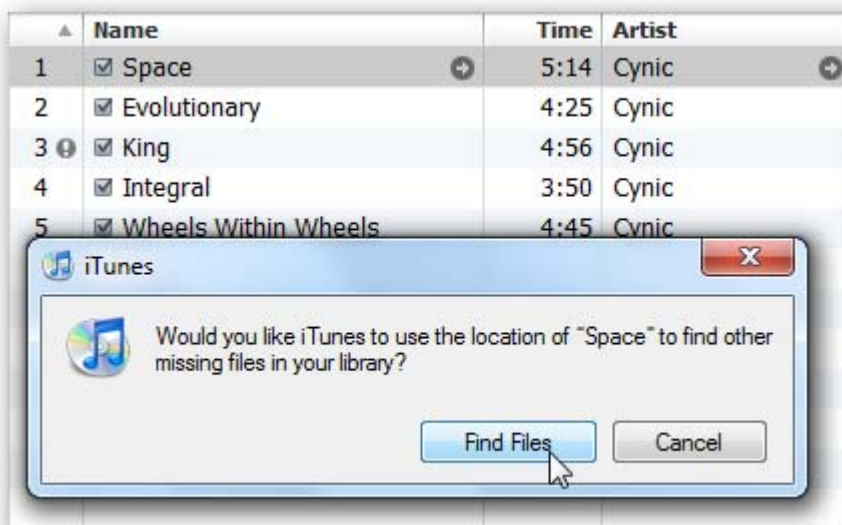 Name Time Artist
1 Space 5:14 Cynic
2 Evolutionary 4:25 Cynic
3 King 4:56 Cynic
4 Integral 3:50 Cynic
5 Wheels Within Wheels 4:45 Cynic
iTunes
Would you like iTunes to use the location of "Space" to find other
missing files in your library?
Find Files Cancel